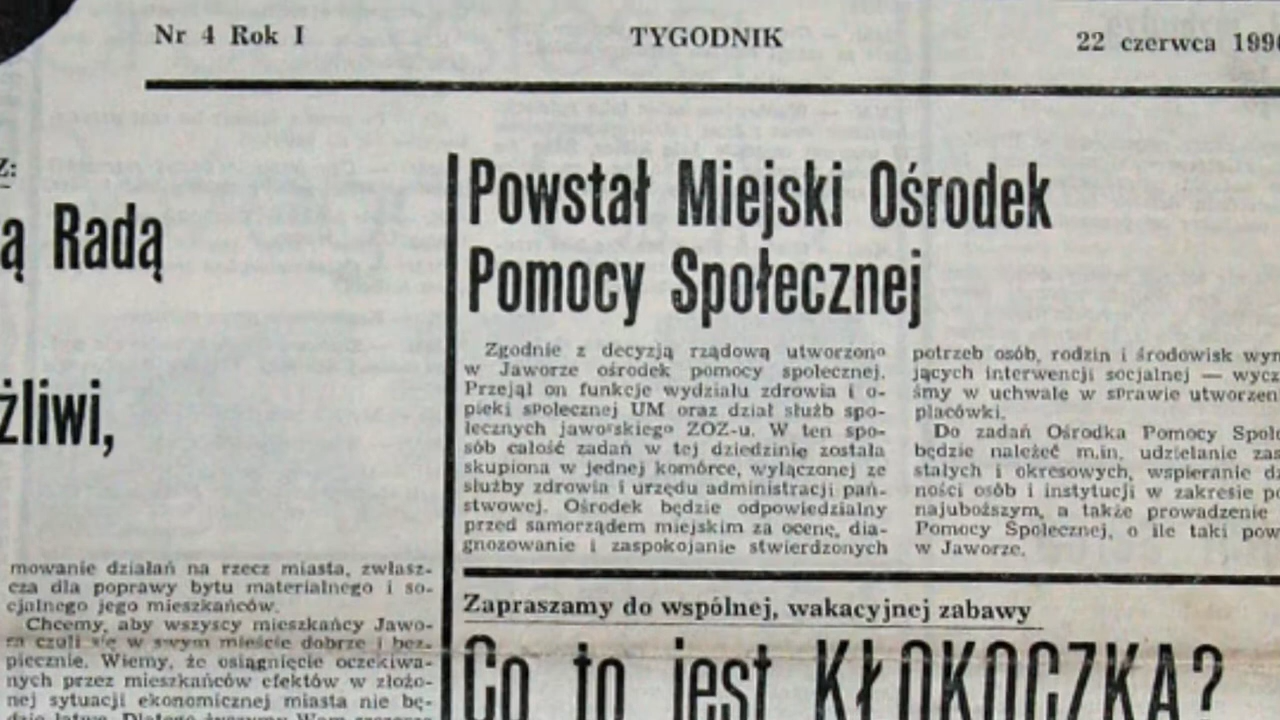 Nr 4 Rok I TYGODNIK 22 czerwca 1990
Z:
ą Radą
żliwi,
mowanie działań na rzecz miasta, zwłasz-
cza dla poprawy bytu materialnego i so-
cjalnego jego mieszkańców.
Chcemy, aby wszyscy mieszkańcy Jawo-
ra czuli się w swym mieście dobrze i bez-
piecznie. Wiemy, że osiągnięcie oczekiwa-
nych przez mieszkańców efektów w złożo-
nej sytuacji ekonomicznej miasta nie bę-
Powstał Miejski Ośrodek
Pomocy Społecznej
Zgodnie z decyzją rządową utworzono
w Jaworze ośrodek pomocy społecznej.
Przejął on funkcje wydziału zdrowia i o-
pieki społecznej UM oraz dział służb spo-
łecznych jaworskiego ZOZ-u. W ten spo-
sób całość zadań w tej dziedzinie została
skupiona w jednej komórce, wyłączonej ze
służby zdrowia i urzędu administracji pań-
stwowej. Ośrodek będzie odpowiedzialny
przed samorządem miejskim za ocenę, dia-
gnozowanie i zaspokojanie stwierdzonych
potrzeb osób, rodzin i środowisk wym
jących interwencji socjalnej — wycz
śmy w uchwale w sprawie utworzen
placówki.
Do zadań Ośrodka Pomocy Społe
będzie należeć m.in. udzielanie zas
stałych i okresowych, wspieranie dz
ności osób i instytucji w zakresie po
najuboższym, a także prowadzenie
Pomocy Społecznej, o ile taki pow
w Jaworze.
Zapraszamy do wspólnej, wakacyjnej zabawy
Co to jest KŁOKOCZKA?